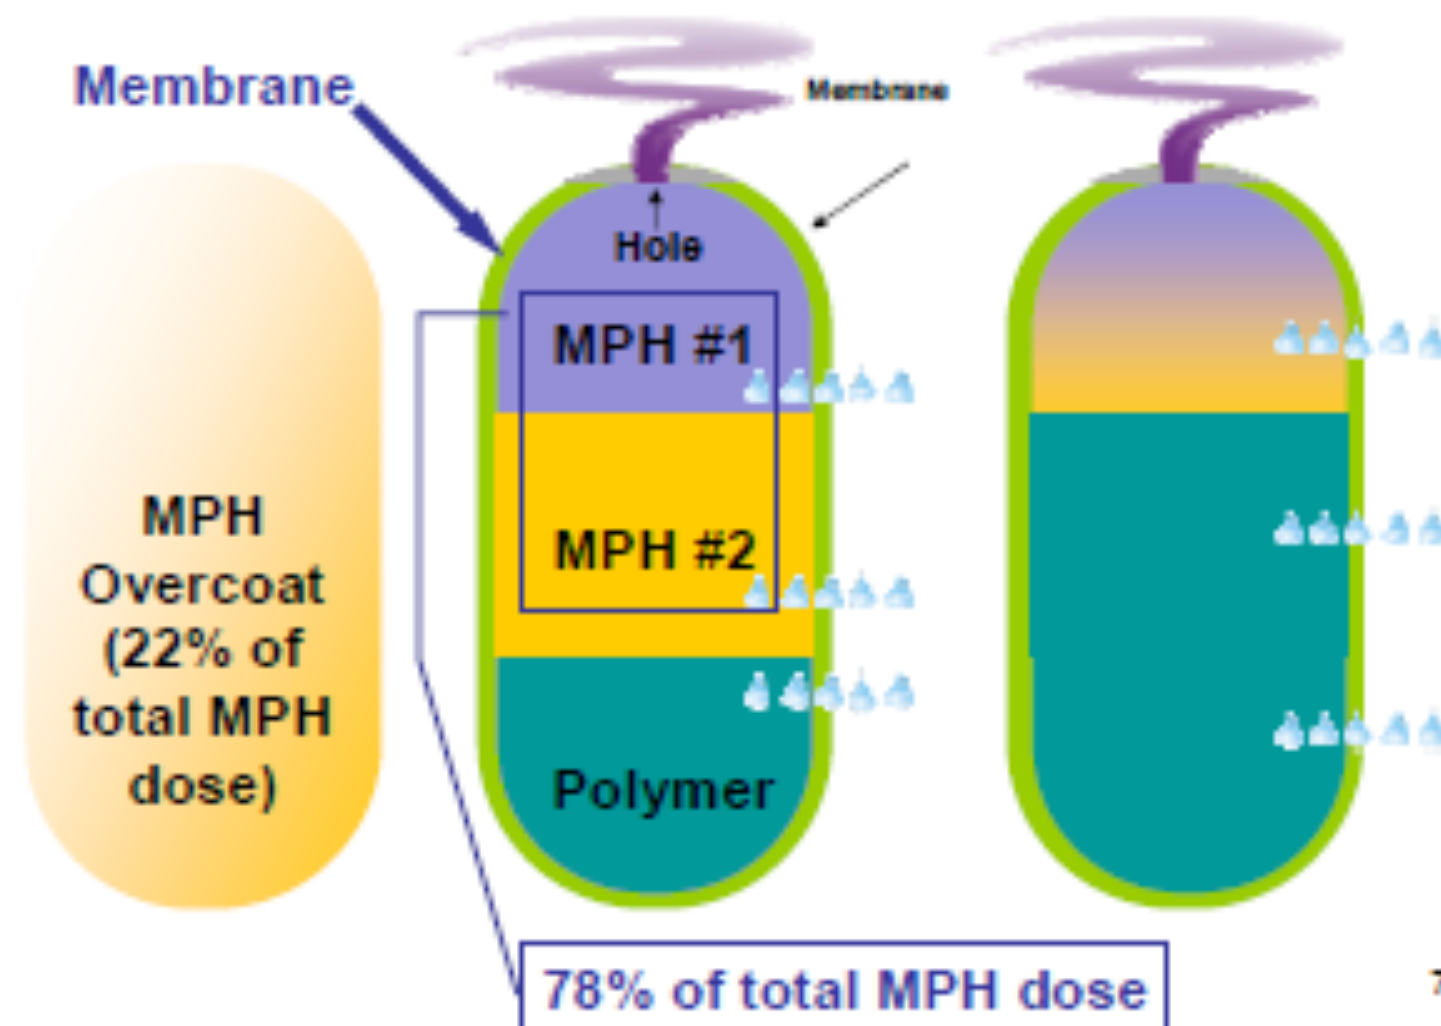 Membrane
Membrane
Hole
MPH #1
MPH #2
Polymer
MPH
Overcoat
(22% of
total MPH
dose)
78% of total MPH dose